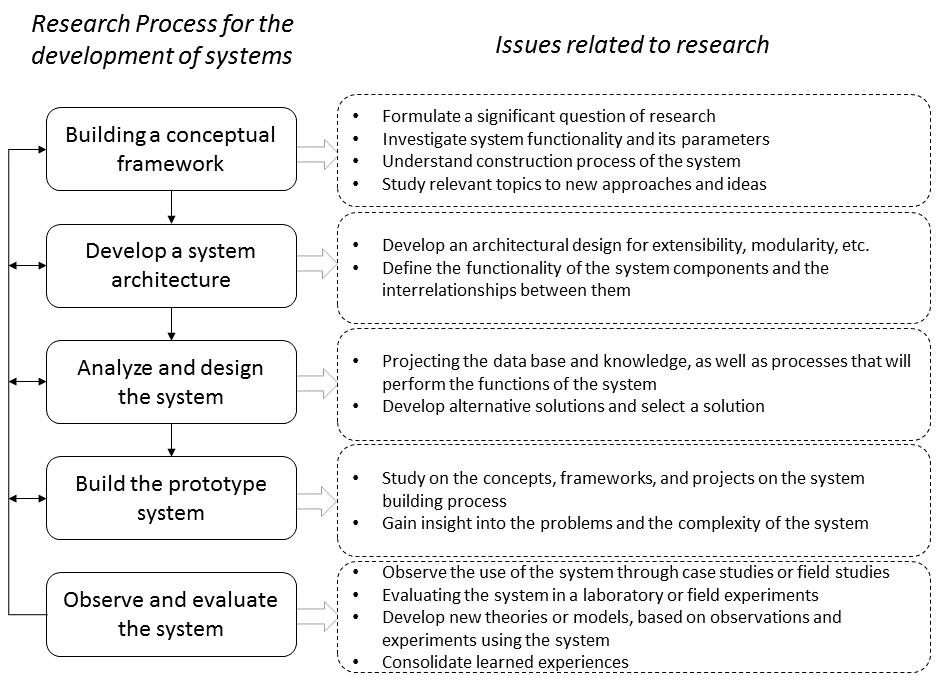 Research Process for the
development of systems
Issues related to research
Building a conceptual
framework
• Formulate a significant question of research
• Investigate system functionality and its parameters
• Understand construction process of the system
• Study relevant topics to new approaches and ideas
Develop a system
architecture
• Develop an architectural design for extensibility, modularity, etc.
• Define the functionality of the system components and the
interrelationships between them
Analyze and design
the system
• Projecting the data base and knowledge, as well as processes that will
perform the functions of the system
• Develop alternative solutions and select a solution
Build the prototype
system
• Study on the concepts, frameworks, and projects on the system
building process
• Gain insight into the problems and the complexity of the system
Observe and evaluate
the system
• Observe the use of the system through case studies or field studies
• Evaluating the system in a laboratory or field experiments
• Develop new theories or models, based on observations and
experiments using the system
• Consolidate learned experiences